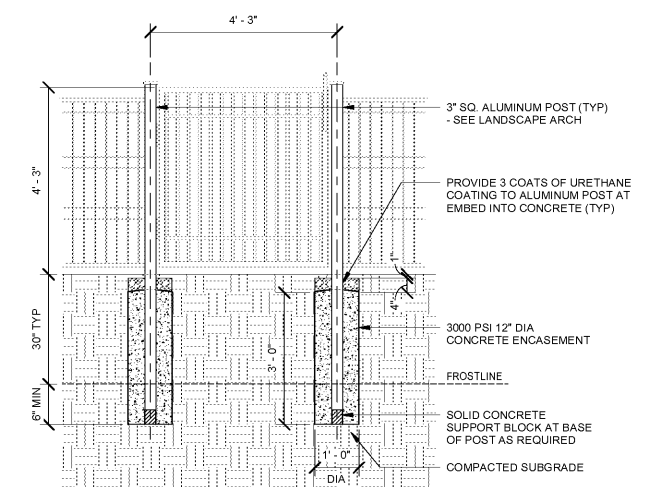 4' - 3"
3" SQ. ALUMINUM POST (TYP)
- SEE LANDSCAPE ARCH
4' - 3"
PROVIDE 3 COATS OF URETHANE
COATING TO ALUMINUM POST AT
EMBED INTO CONCRETE (TYP)
1"
4"
30" TYP
3000 PSI 12" DIA
CONCRETE ENCASEMENT
3' - 0"
FROSTLINE
6" MIN
SOLID CONCRETE
SUPPORT BLOCK AT BASE
OF POST AS REQUIRED
1' - 0"
DIA
COMPACTED SUBGRADE